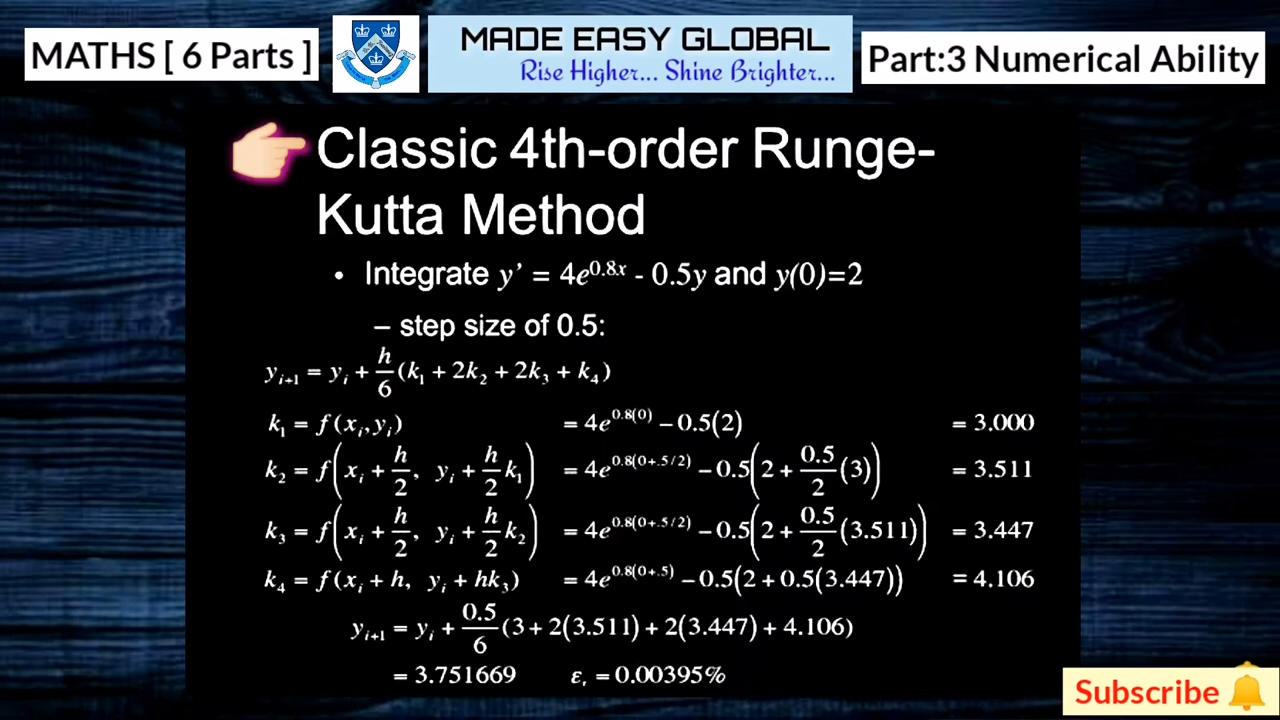 MATHS [ 6 Parts ]
MADE EASY GLOBAL
Rise Higher... Shine Brighter...
Part:3 Numerical Ability
Classic 4th-order Runge-
Kutta Method
• Integrate y’ = 4e^0.8x - 0.5y and y(0)=2
– step size of 0.5:
y_i+1 = y_i + h/6 (k_1 + 2k_2 + 2k_3 + k_4)
k_1 = f(x_i, y_i) = 4e^0.8(0) – 0.5(2) = 3.000
k_2 = f(x_i + h/2, y_i + h/2 k_1) = 4e^0.8(0+.5/2) – 0.5(2 + 0.5/2 (3)) = 3.511
k_3 = f(x_i + h/2, y_i + h/2 k_2) = 4e^0.8(0+.5/2) – 0.5(2 + 0.5/2 (3.511)) = 3.447
k_4 = f(x_i + h, y_i + hk_3) = 4e^0.8(0+.5) – 0.5(2 + 0.5(3.447)) = 4.106
y_i+1 = y_i + 0.5/6 (3 + 2(3.511) + 2(3.447) + 4.106)
= 3.751669 ε_t = 0.00395%
Subscribe